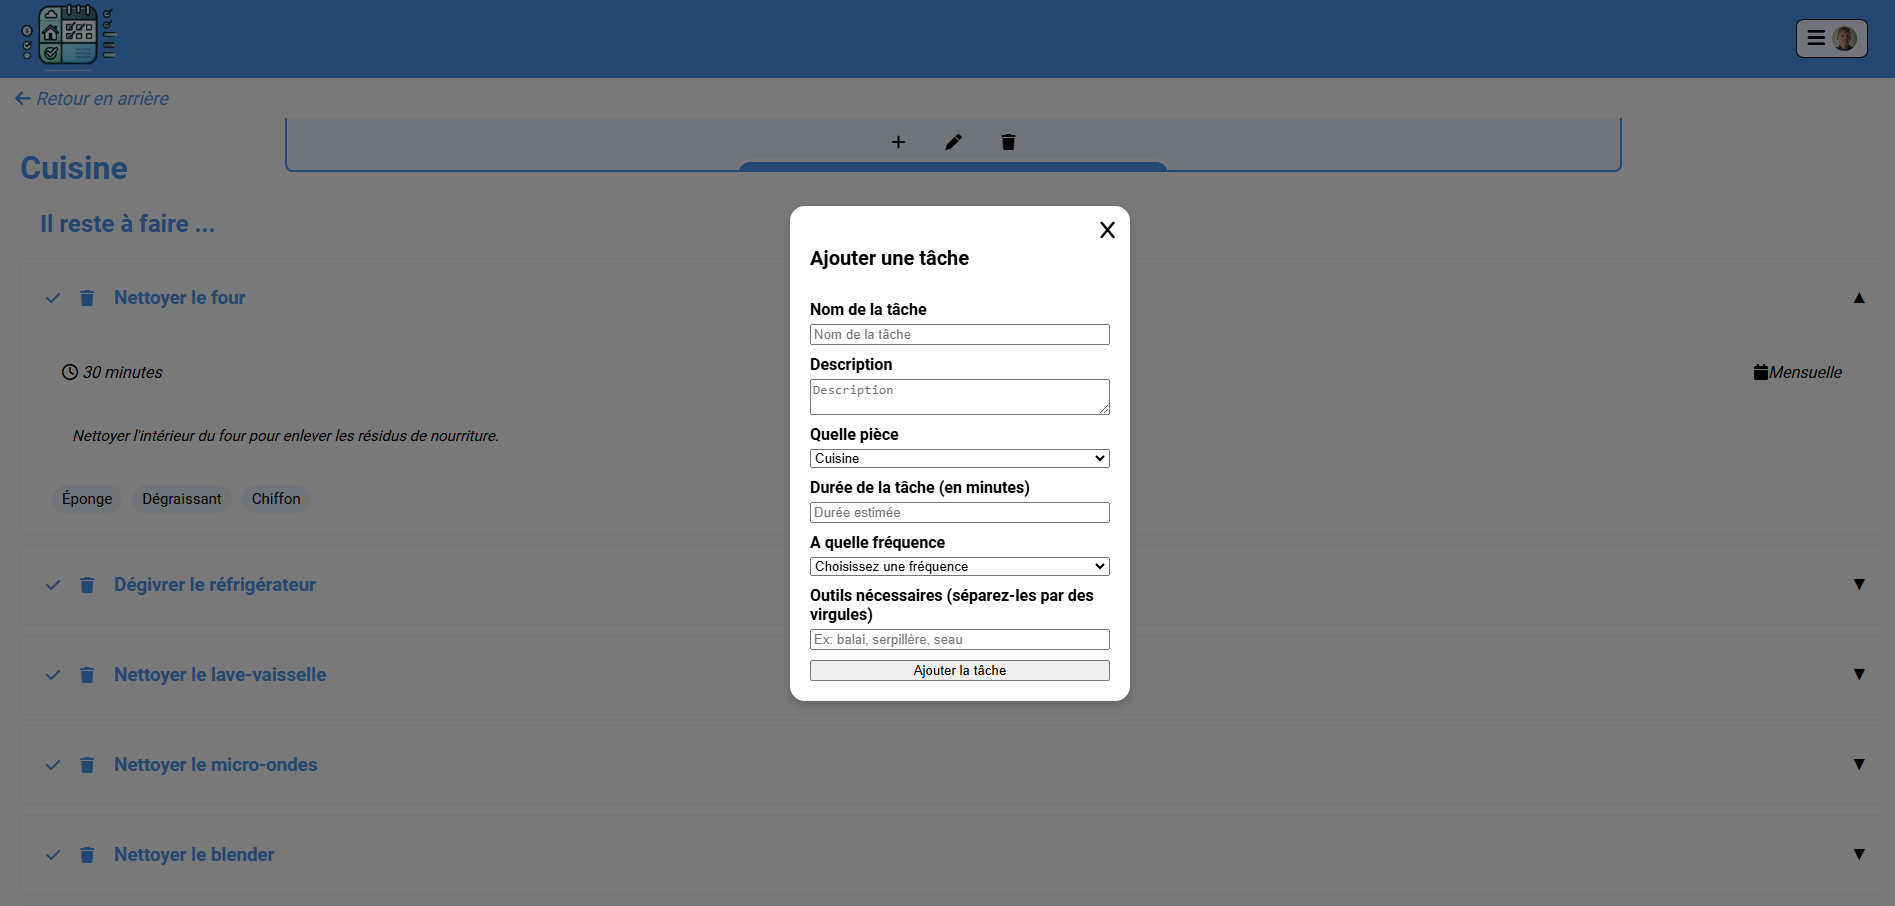 Retour en arrière
Cuisine
Il reste à faire ...
Nettoyer le four
30 minutes
Mensuelle
Nettoyer l'intérieur du four pour enlever les résidus de nourriture.
Éponge
Dégraissant
Chiffon
Dégivrer le réfrigérateur
Nettoyer le lave-vaisselle
Nettoyer le micro-ondes
Nettoyer le blender
X
Ajouter une tâche
Nom de la tâche
Nom de la tâche
Description
Description
Quelle pièce
Cuisine
Durée de la tâche (en minutes)
Durée estimée
A quelle fréquence
Choisissez une fréquence
Outils nécessaires (séparez-les par des
virgules)
Ex: balai, serpillère, seau
Ajouter la tâche